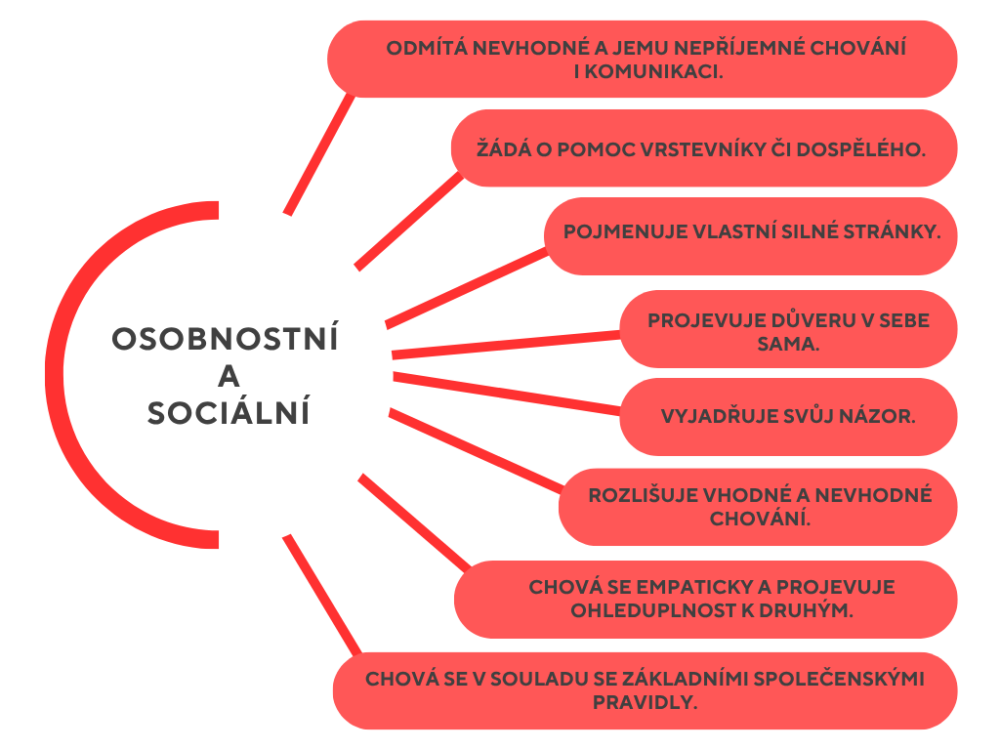 ODMÍTÁ NEVHODNÉ A JEMU NEPŘÍJEMNÉ CHOVÁNÍ
I KOMUNIKACI.
ŽÁDÁ O POMOC VRSTEVNÍKY ČI DOSPĚLÉHO.
POJMENUJE VLASTNÍ SILNÉ STRÁNKY.
PROJEVUJE DŮVERU V SEBE
SAMA.
OSOBNOSTNÍ
A
SOCIÁLNÍ
VYJADŘUJE SVŮJ NÁZOR.
ROZLIŠUJE VHODNÉ A NEVHODNÉ
CHOVÁNÍ.
CHOVÁ SE EMPATICKY A PROJEVUJE
OHLEDUPLNOST K DRUHÝM.
CHOVÁ SE V SOULADU SE ZÁKLADNÍMI SPOLEČENSKÝMI
PRAVIDLY.